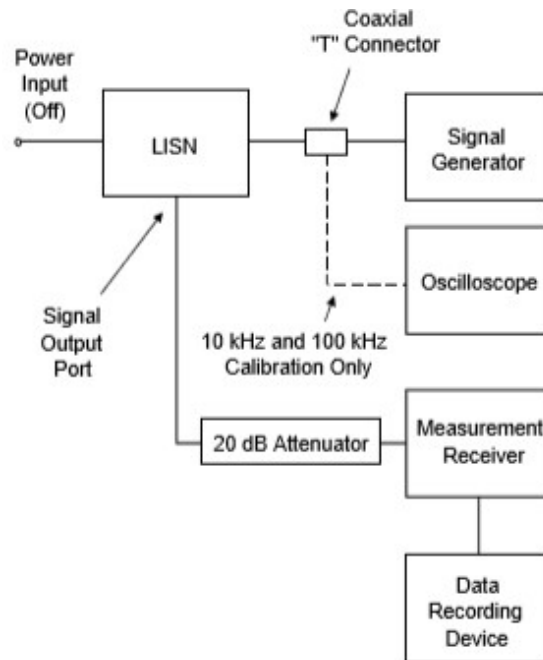 Coaxial
"T" Connector
Power
Input
(Off)
LISN
Signal
Generator
Oscilloscope
Signal
Output
Port
10 kHz and 100 kHz
Calibration Only
20 dB Attenuator
Measurement
Receiver
Data
Recording
Device